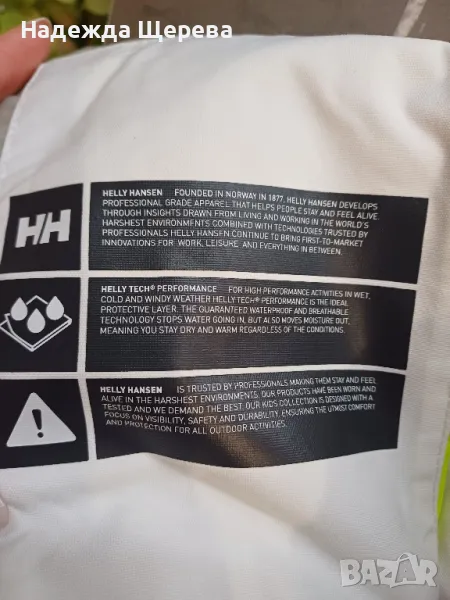 Надежда Щерева
HH
HELLY HANSEN FOUNDED IN NORWAY IN 1877, HELLY HANSEN DEVELOPS
PROFESSIONAL GRADE APPAREL THAT HELPS PEOPLE STAY AND FEEL ALIVE.
THROUGH INSIGHTS DRAWN FROM LIVING AND WORKING IN THE WORLD'S
HARSHEST ENVIRONMENTS COMBINED WITH TECHNOLOGIES TRUSTED BY
PROFESSIONALS HELLY HANSEN CONTINUE TO BRING FIRST-TO-MARKET
INNOVATIONS FOR WORK, LEISURE AND EVERYTHING IN BETWEEN.
HELLY TECH® PERFORMANCE FOR HIGH PERFORMANCE ACTIVITIES IN WET,
COLD AND WINDY WEATHER HELLY TECH® PERFORMANCE IS THE IDEAL
PROTECTIVE LAYER. THE GUARANTEED WATERPROOF AND BREATHABLE
TECHNOLOGY STOPS WATER GOING IN, BUT ALSO MOVES MOISTURE OUT,
MEANING YOU STAY DRY AND WARM REGARDLESS OF THE CONDITIONS.
HELLY HANSEN IS TRUSTED BY PROFESSIONALS MAKING THEM STAY AND FEEL
ALIVE IN THE HARSHEST ENVIRONMENTS. OUR PRODUCTS HAVE BEEN WORN AND
TESTED AND WE DEMAND THE BEST. OUR KIDS COLLECTION IS DESIGNED WITH A
FOCUS ON VISIBILITY, SAFETY AND DURABILITY, ENSURING THE UTMOST COMFORT
AND PROTECTION FOR ALL OUTDOOR ACTIVITIES.
BAZAR